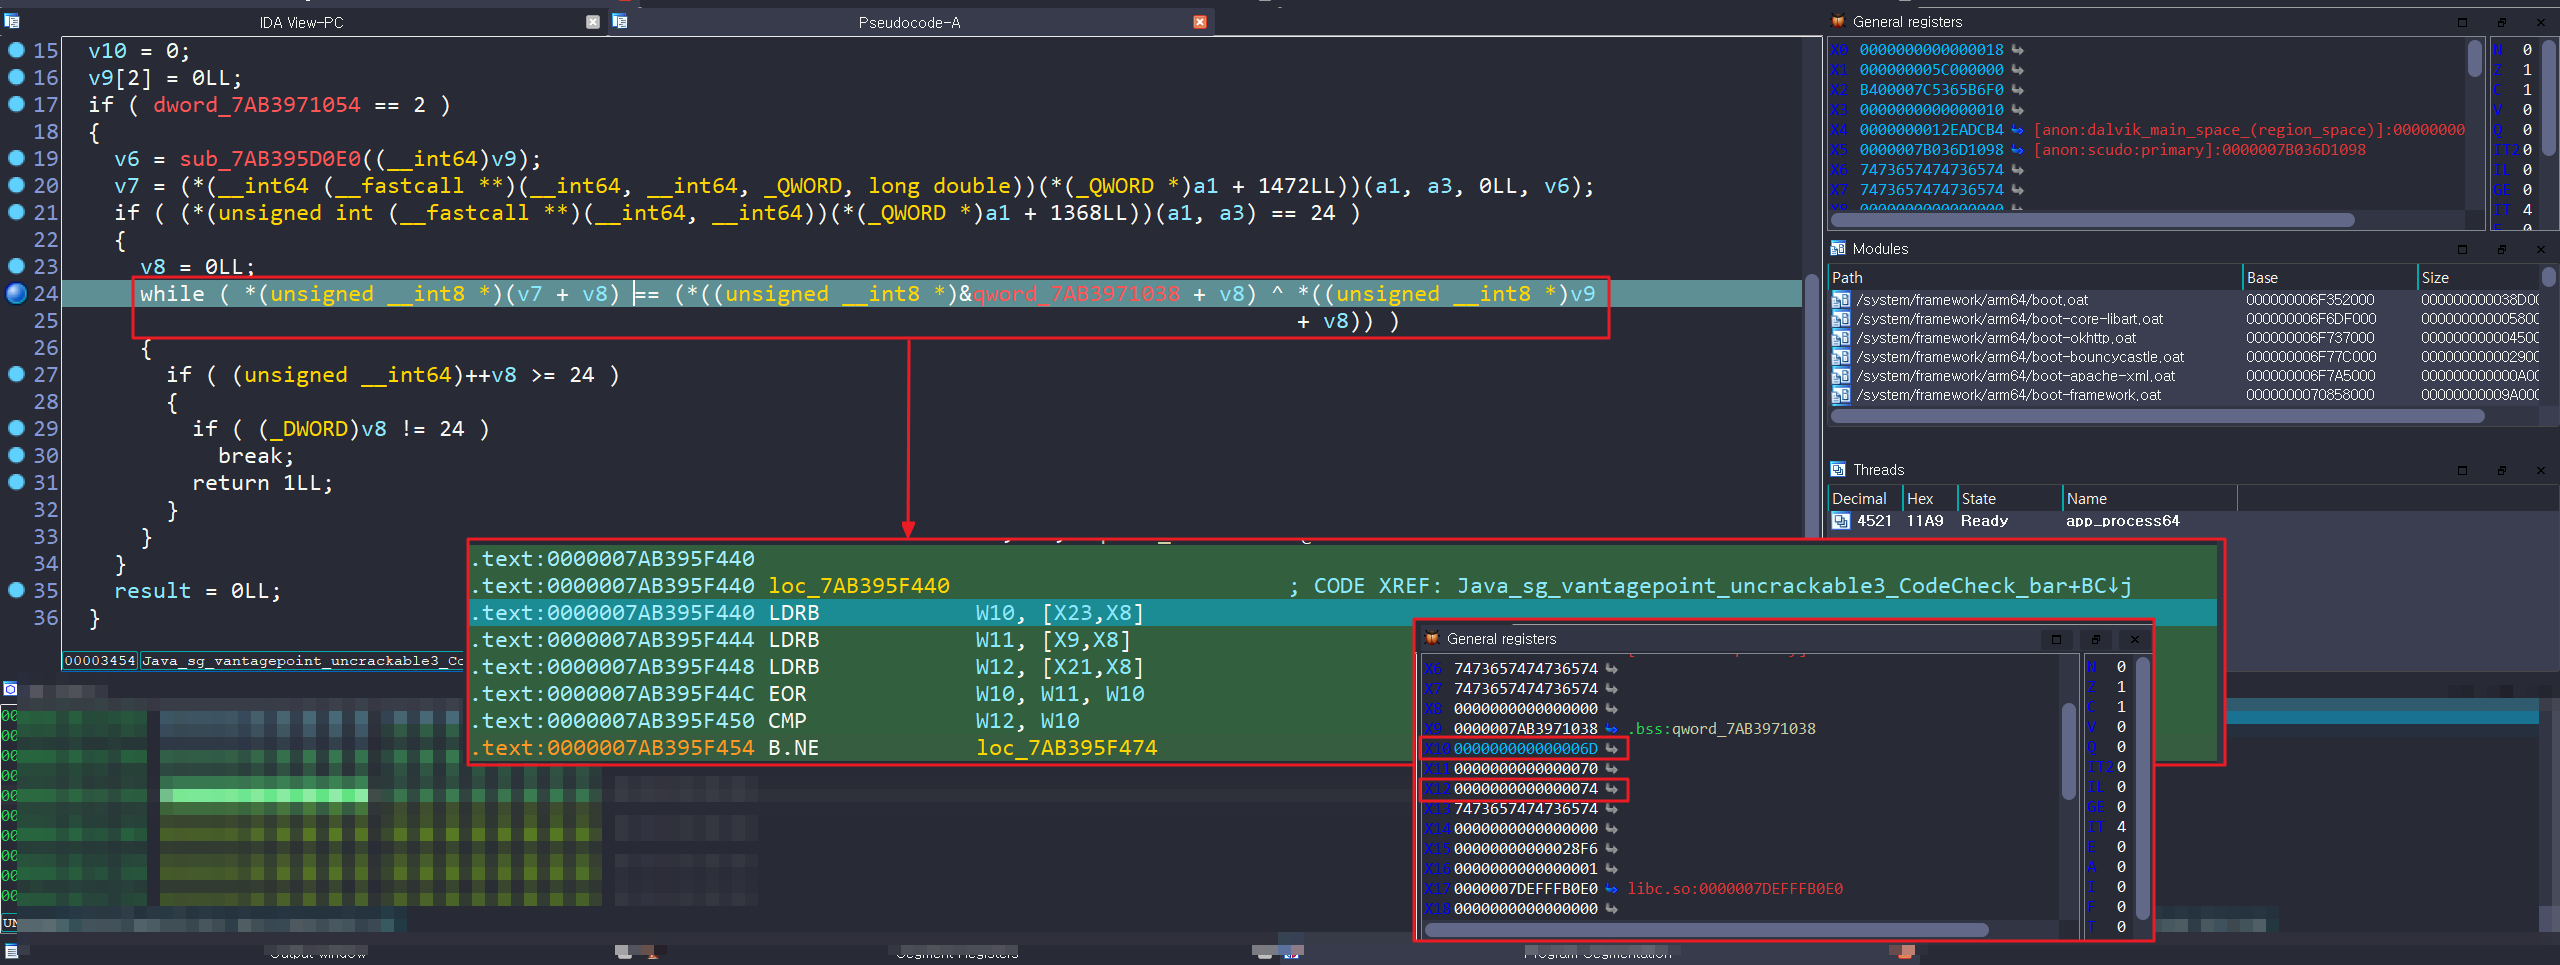 IDA View-PC
Pseudocode-A
15 v10 = 0;
16 v9[2] = 0LL;
17 if ( dword_7AB3971054 == 2 )
18 {
19 v6 = sub_7AB395D0E0((__int64)v9);
20 v7 = (*(__int64 (__fastcall **)(__int64, __int64, _QWORD, long double))(*(_QWORD *)a1 + 1472LL))(a1, a3, 0LL, v6);
21 if ( (*(unsigned int (__fastcall **)(__int64, __int64))(*(_QWORD *)a1 + 1368LL))(a1, a3) == 24 )
22 {
23 v8 = 0LL;
24 while ( *(unsigned __int8 *)(v7 + v8) == (*((unsigned __int8 *)&qword_7AB3971038 + v8) ^ *((unsigned __int8 *)v9
25 + v8)) )
26 {
27 if ( (unsigned __int64)++v8 >= 24 )
28 {
29 if ( (_DWORD)v8 != 24 )
30 break;
31 return 1LL;
32 }
33 }
34 }
35 result = 0LL;
36 }
00003454 Java_sg_vantagepoint_uncrackable3_Co
.text:0000007AB395F440
.text:0000007AB395F440 loc_7AB395F440 ; CODE XREF: Java_sg_vantagepoint_uncrackable3_CodeCheck_bar+BC↓j
.text:0000007AB395F440 LDRB W10, [X23,X8]
.text:0000007AB395F444 LDRB W11, [X9,X8]
.text:0000007AB395F448 LDRB W12, [X21,X8]
.text:0000007AB395F44C EOR W10, W11, W10
.text:0000007AB395F450 CMP W12, W10
.text:0000007AB395F454 B.NE loc_7AB395F474
General registers
X0 0000000000000018
X1 000000005C000000
X2 B400007C5365B6F0
X3 0000000000000010
X4 0000000012EADCB4 [anon:dalvik_main_space_(region_space)]:00000000
X5 0000007B036D1098 [anon:scudo:primary]:0000007B036D1098
X6 7473657474736574
X7 7473657474736574
X8 0000000000000000
N 0
Z 1
C 1
V 0
Q 0
IT2 0
IL 0
GE 0
IT 4
Modules
Path Base Size
/system/framework/arm64/boot.oat 000000006F352000 000000000038D00
/system/framework/arm64/boot-core-libart.oat 000000006F6DF000 000000000005800
/system/framework/arm64/boot-okhttp.oat 000000006F737000 000000000004500
/system/framework/arm64/boot-bouncycastle.oat 000000006F77C000 000000000002900
/system/framework/arm64/boot-apache-xml.oat 000000006F7A5000 000000000000A00
/system/framework/arm64/boot-framework.oat 0000000070858000 00000000009A000
Threads
Decimal Hex State Name
4521 11A9 Ready app_process64
General registers
X6 7473657474736574
X7 7473657474736574
X8 0000000000000000
X9 0000007AB3971038 .bss:qword_7AB3971038
X10 000000000000006D
X11 0000000000000070
X12 0000000000000074
X13 7473657474736574
X14 0000000000000000
X15 00000000000028F6
X16 0000000000000001
X17 0000007DEFFFB0E0 libc.so:0000007DEFFFB0E0
X18 0000000000000000
N 0
Z 1
C 1
V 0
Q 0
IT2 0
IL 0
GE 0
IT 4
E 0
A 0
I 0
F 0
T 0